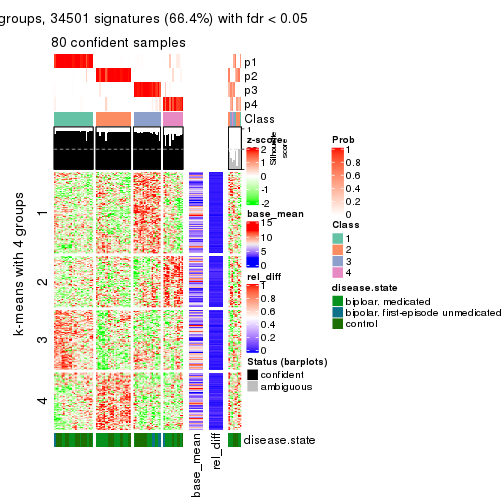 groups, 34501 signatures (66.4%) with fdr < 0.05
80 confident samples
p1
p2
p3
p4
Class
1
Silhouette
score
z-score
2
1
0
-1
-2
base_mean
15
10
5
0
rel_diff
1
0.8
0.6
0.4
0.2
0
Status (barplots)
confident
ambiguous
Prob
1
0.8
0.6
0.4
0.2
0
Class
1
2
3
4
disease.state
biploar. medicated
bipolar. first-episode unmedicated
control
k-means with 4 groups
1
2
3
4
disease.state
base_mean
rel_diff